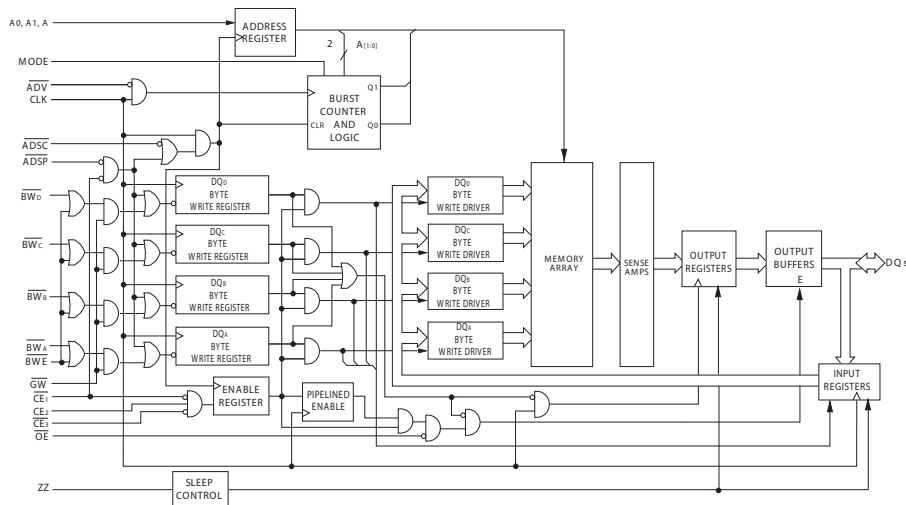 A0, A1, A
ADDRESS
REGISTER
MODE
2
A[1:0]
ADV
CLK
BURST
COUNTER
AND
LOGIC
CLR
Q1
Q0
ADSC
ADSP
BWD
DQD
BYTE
WRITE REGISTER
DQD
BYTE
WRITE DRIVER
BWC
DQC
BYTE
WRITE REGISTER
DQC
BYTE
WRITE DRIVER
BWB
DQB
BYTE
WRITE REGISTER
DQB
BYTE
WRITE DRIVER
BWA
BWE
DQA
BYTE
WRITE REGISTER
DQA
BYTE
WRITE DRIVER
MEMORY
ARRAY
SENSE
AMPS
OUTPUT
REGISTERS
OUTPUT
BUFFERS
E
DQ s
GW
CE1
CE2
CE3
OE
ENABLE
REGISTER
PIPELINED
ENABLE
INPUT
REGISTERS
ZZ
SLEEP
CONTROL